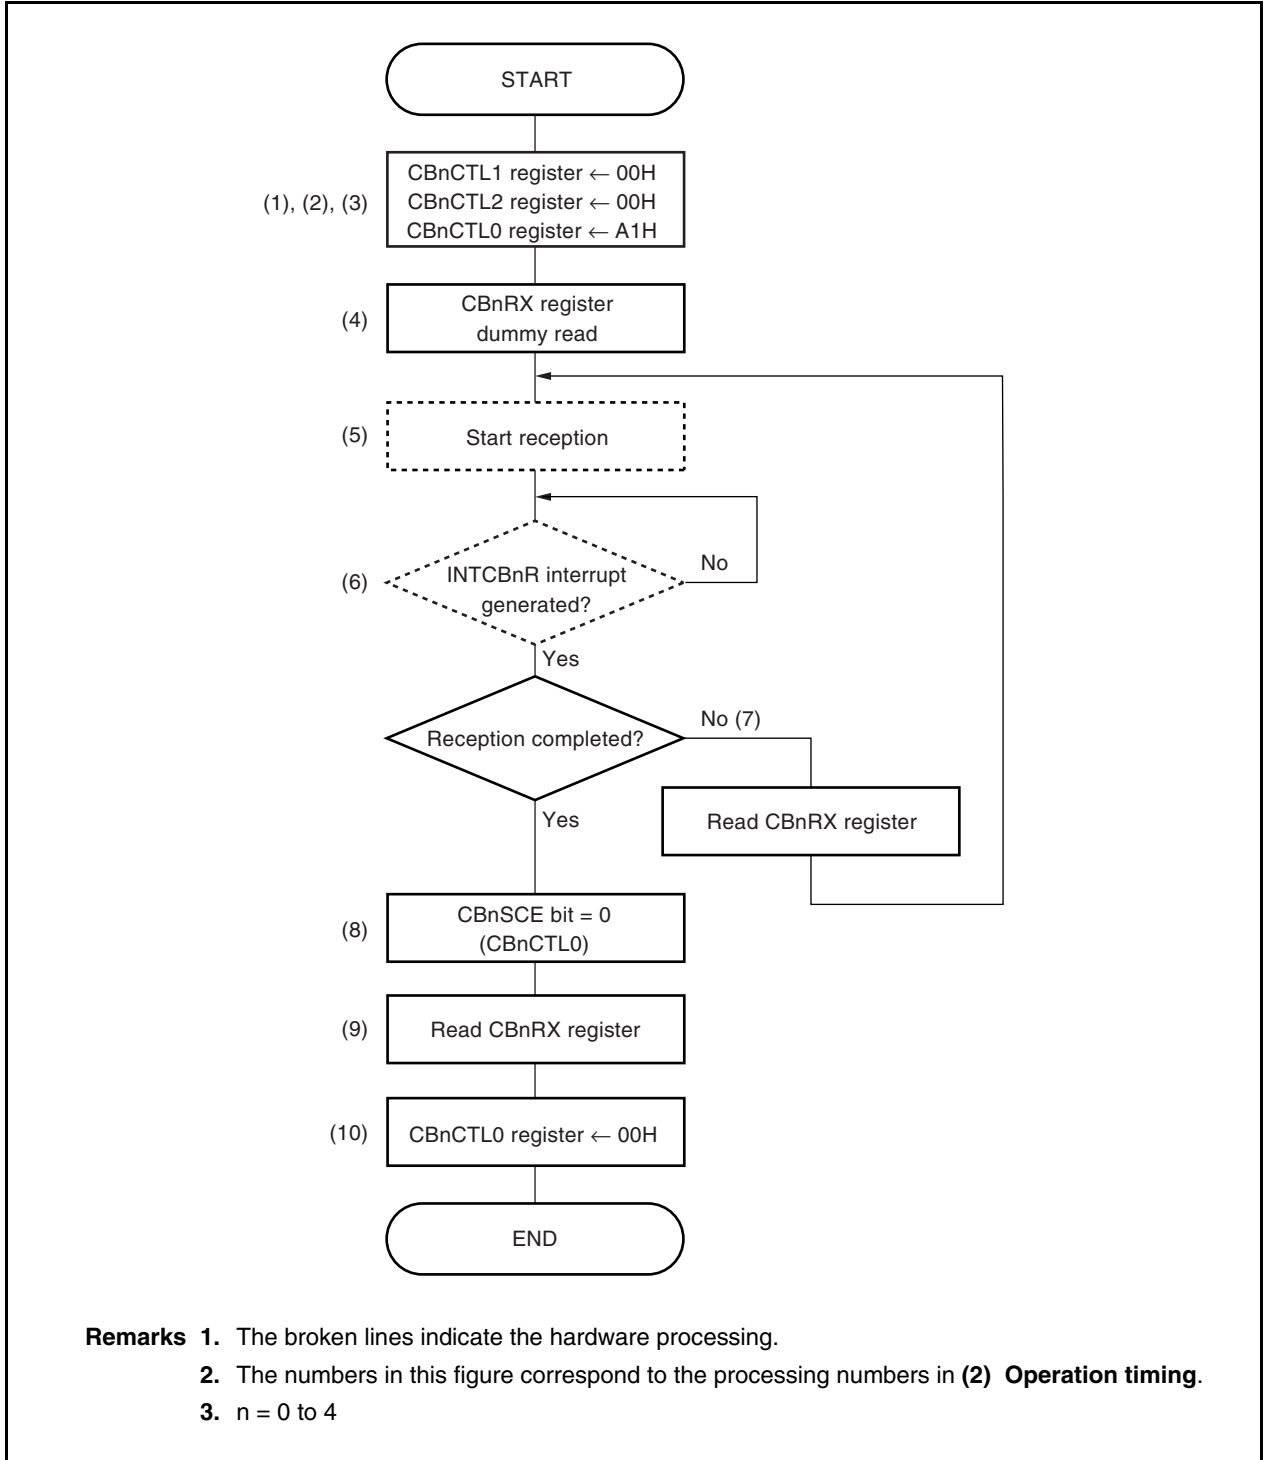 START
(1), (2), (3)
CBnCTL1 register ← 00H
CBnCTL2 register ← 00H
CBnCTL0 register ← A1H
(4)
CBnRX register
dummy read
(5)
Start reception
(6)
INTCBnR interrupt
generated?
No
Yes
Reception completed?
No (7)
Read CBnRX register
Yes
(8)
CBnSCE bit = 0
(CBnCTL0)
(9)
Read CBnRX register
(10)
CBnCTL0 register ← 00H
END
Remarks 1. The broken lines indicate the hardware processing.
2. The numbers in this figure correspond to the processing numbers in (2) Operation timing.
3. n = 0 to 4